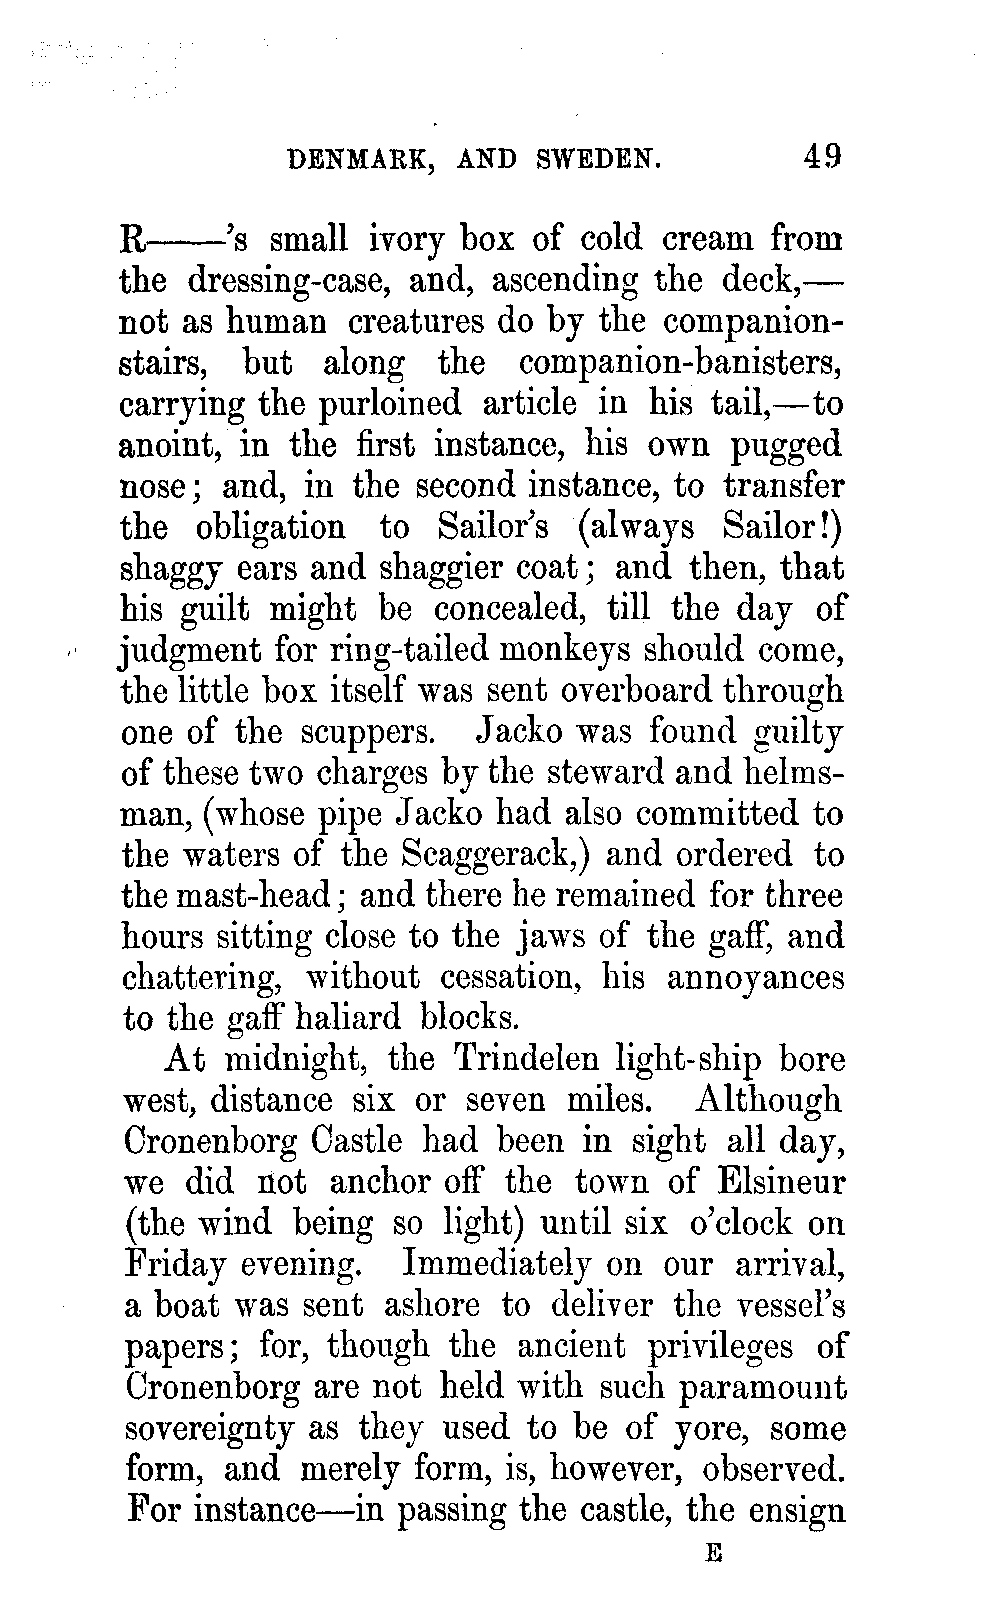 DENMARK, AND SWEDEN. 49
R——'s small ivory box of cold cream from
the dressing-case, and, ascending the deck,—
not as human creatures do by the companion-
stairs, but along the companion-banisters,
carrying the purloined article in his tail,—to
anoint, in the first instance, his own pugged
nose; and, in the second instance, to transfer
the obligation to Sailor's (always Sailor!)
shaggy ears and shaggier coat; and then, that
his guilt might be concealed, till the day of
judgment for ring-tailed monkeys should come,
the little box itself was sent overboard through
one of the scuppers. Jacko was found guilty
of these two charges by the steward and helms-
man, (whose pipe Jacko had also committed to
the waters of the Scaggerack,) and ordered to
the mast-head; and there he remained for three
hours sitting close to the jaws of the gaff, and
chattering, without cessation, his annoyances
to the gaff haliard blocks.
At midnight, the Trindelen light-ship bore
west, distance six or seven miles. Although
Cronenborg Castle had been in sight all day,
we did not anchor off the town of Elsineur
(the wind being so light) until six o'clock on
Friday evening. Immediately on our arrival,
a boat was sent ashore to deliver the vessel's
papers; for, though the ancient privileges of
Cronenborg are not held with such paramount
sovereignty as they used to be of yore, some
form, and merely form, is, however, observed.
For instance—in passing the castle, the ensign
E